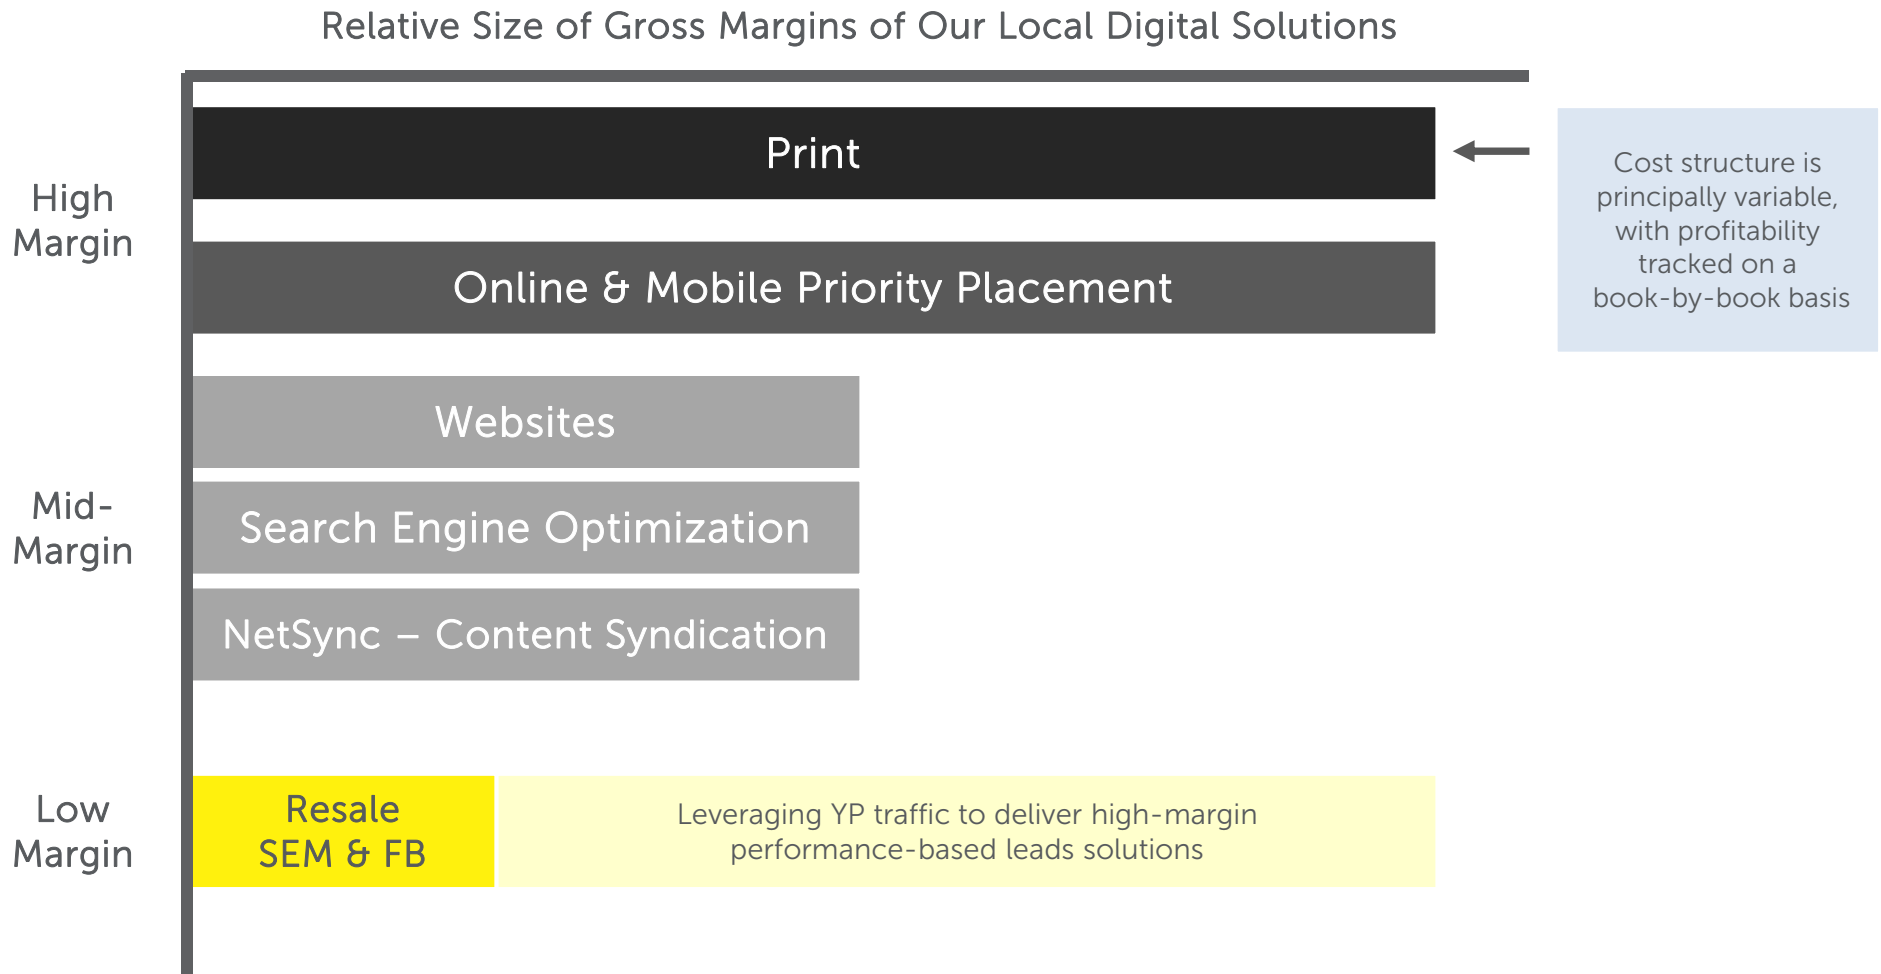 Relative Size of Gross Margins of Our Local Digital Solutions
High
Margin
Print
Online & Mobile Priority Placement
Cost structure is
principally variable,
with profitability
tracked on a
book-by-book basis
Mid-
Margin
Websites
Search Engine Optimization
NetSync – Content Syndication
Low
Margin
Resale
SEM & FB
Leveraging YP traffic to deliver high-margin
performance-based leads solutions